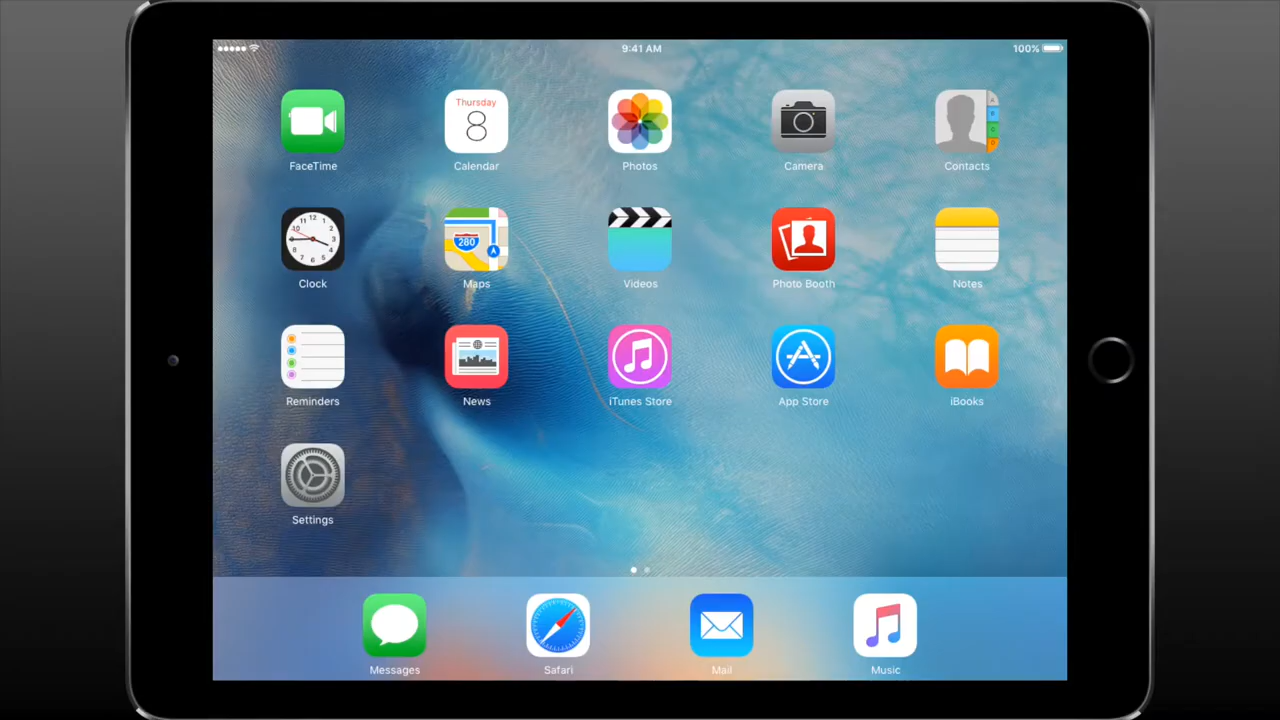 9:41 AM
100%
Thursday
8
280
FaceTime
Calendar
Photos
Camera
Contacts
Clock
Maps
Videos
Photo Booth
Notes
Reminders
News
iTunes Store
App Store
iBooks
Settings
Messages
Safari
Mail
Music